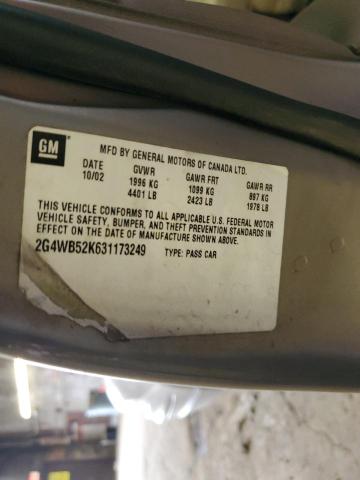 GM
MFD BY GENERAL MOTORS OF CANADA LTD.
DATE GVWR GAWR FRT GAWR RR
10/02 1996 KG 1099 KG 897 KG
4401 LB 2423 LB 1978 LB
THIS VEHICLE CONFORMS TO ALL APPLICABLE U.S. FEDERAL MOTOR
VEHICLE SAFETY, BUMPER, AND THEFT PREVENTION STANDARDS IN
EFFECT ON THE DATE OF MANUFACTURE SHOWN ABOVE.
2G4WB52K631173249 TYPE: PASS CAR